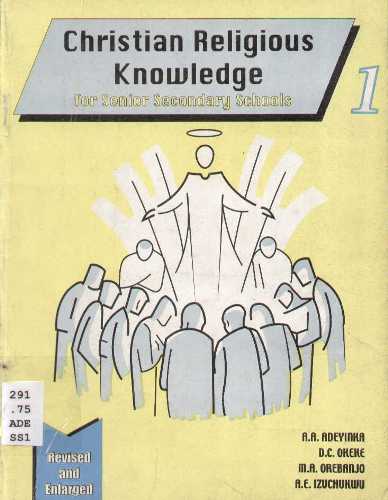 Christian Religious
Knowledge
for Senior Secondary Schools
1
291
.75
ADE
SS1
Revised
and
Enlarged
A.A. ADEYINKA
D.C. OKEKE
M.A. OREBANJO
A.E. IZUCHUKWU